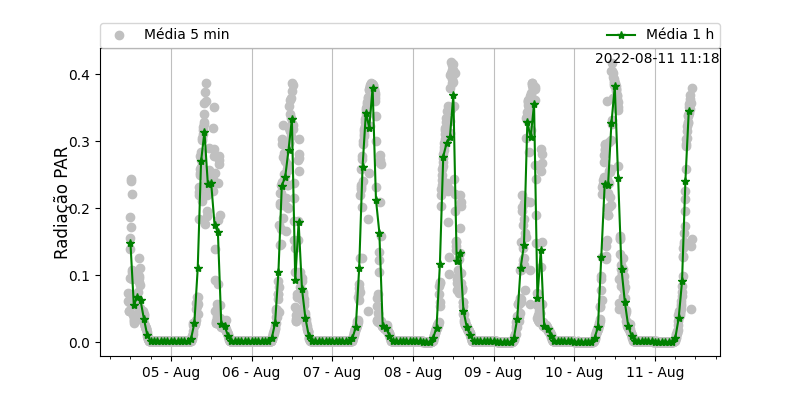 Média 5 min
Média 1 h
2022-08-11 11:18
Radiação PAR
0.4
0.3
0.2
0.1
0.0
05 - Aug
06 - Aug
07 - Aug
08 - Aug
09 - Aug
10 - Aug
11 - Aug